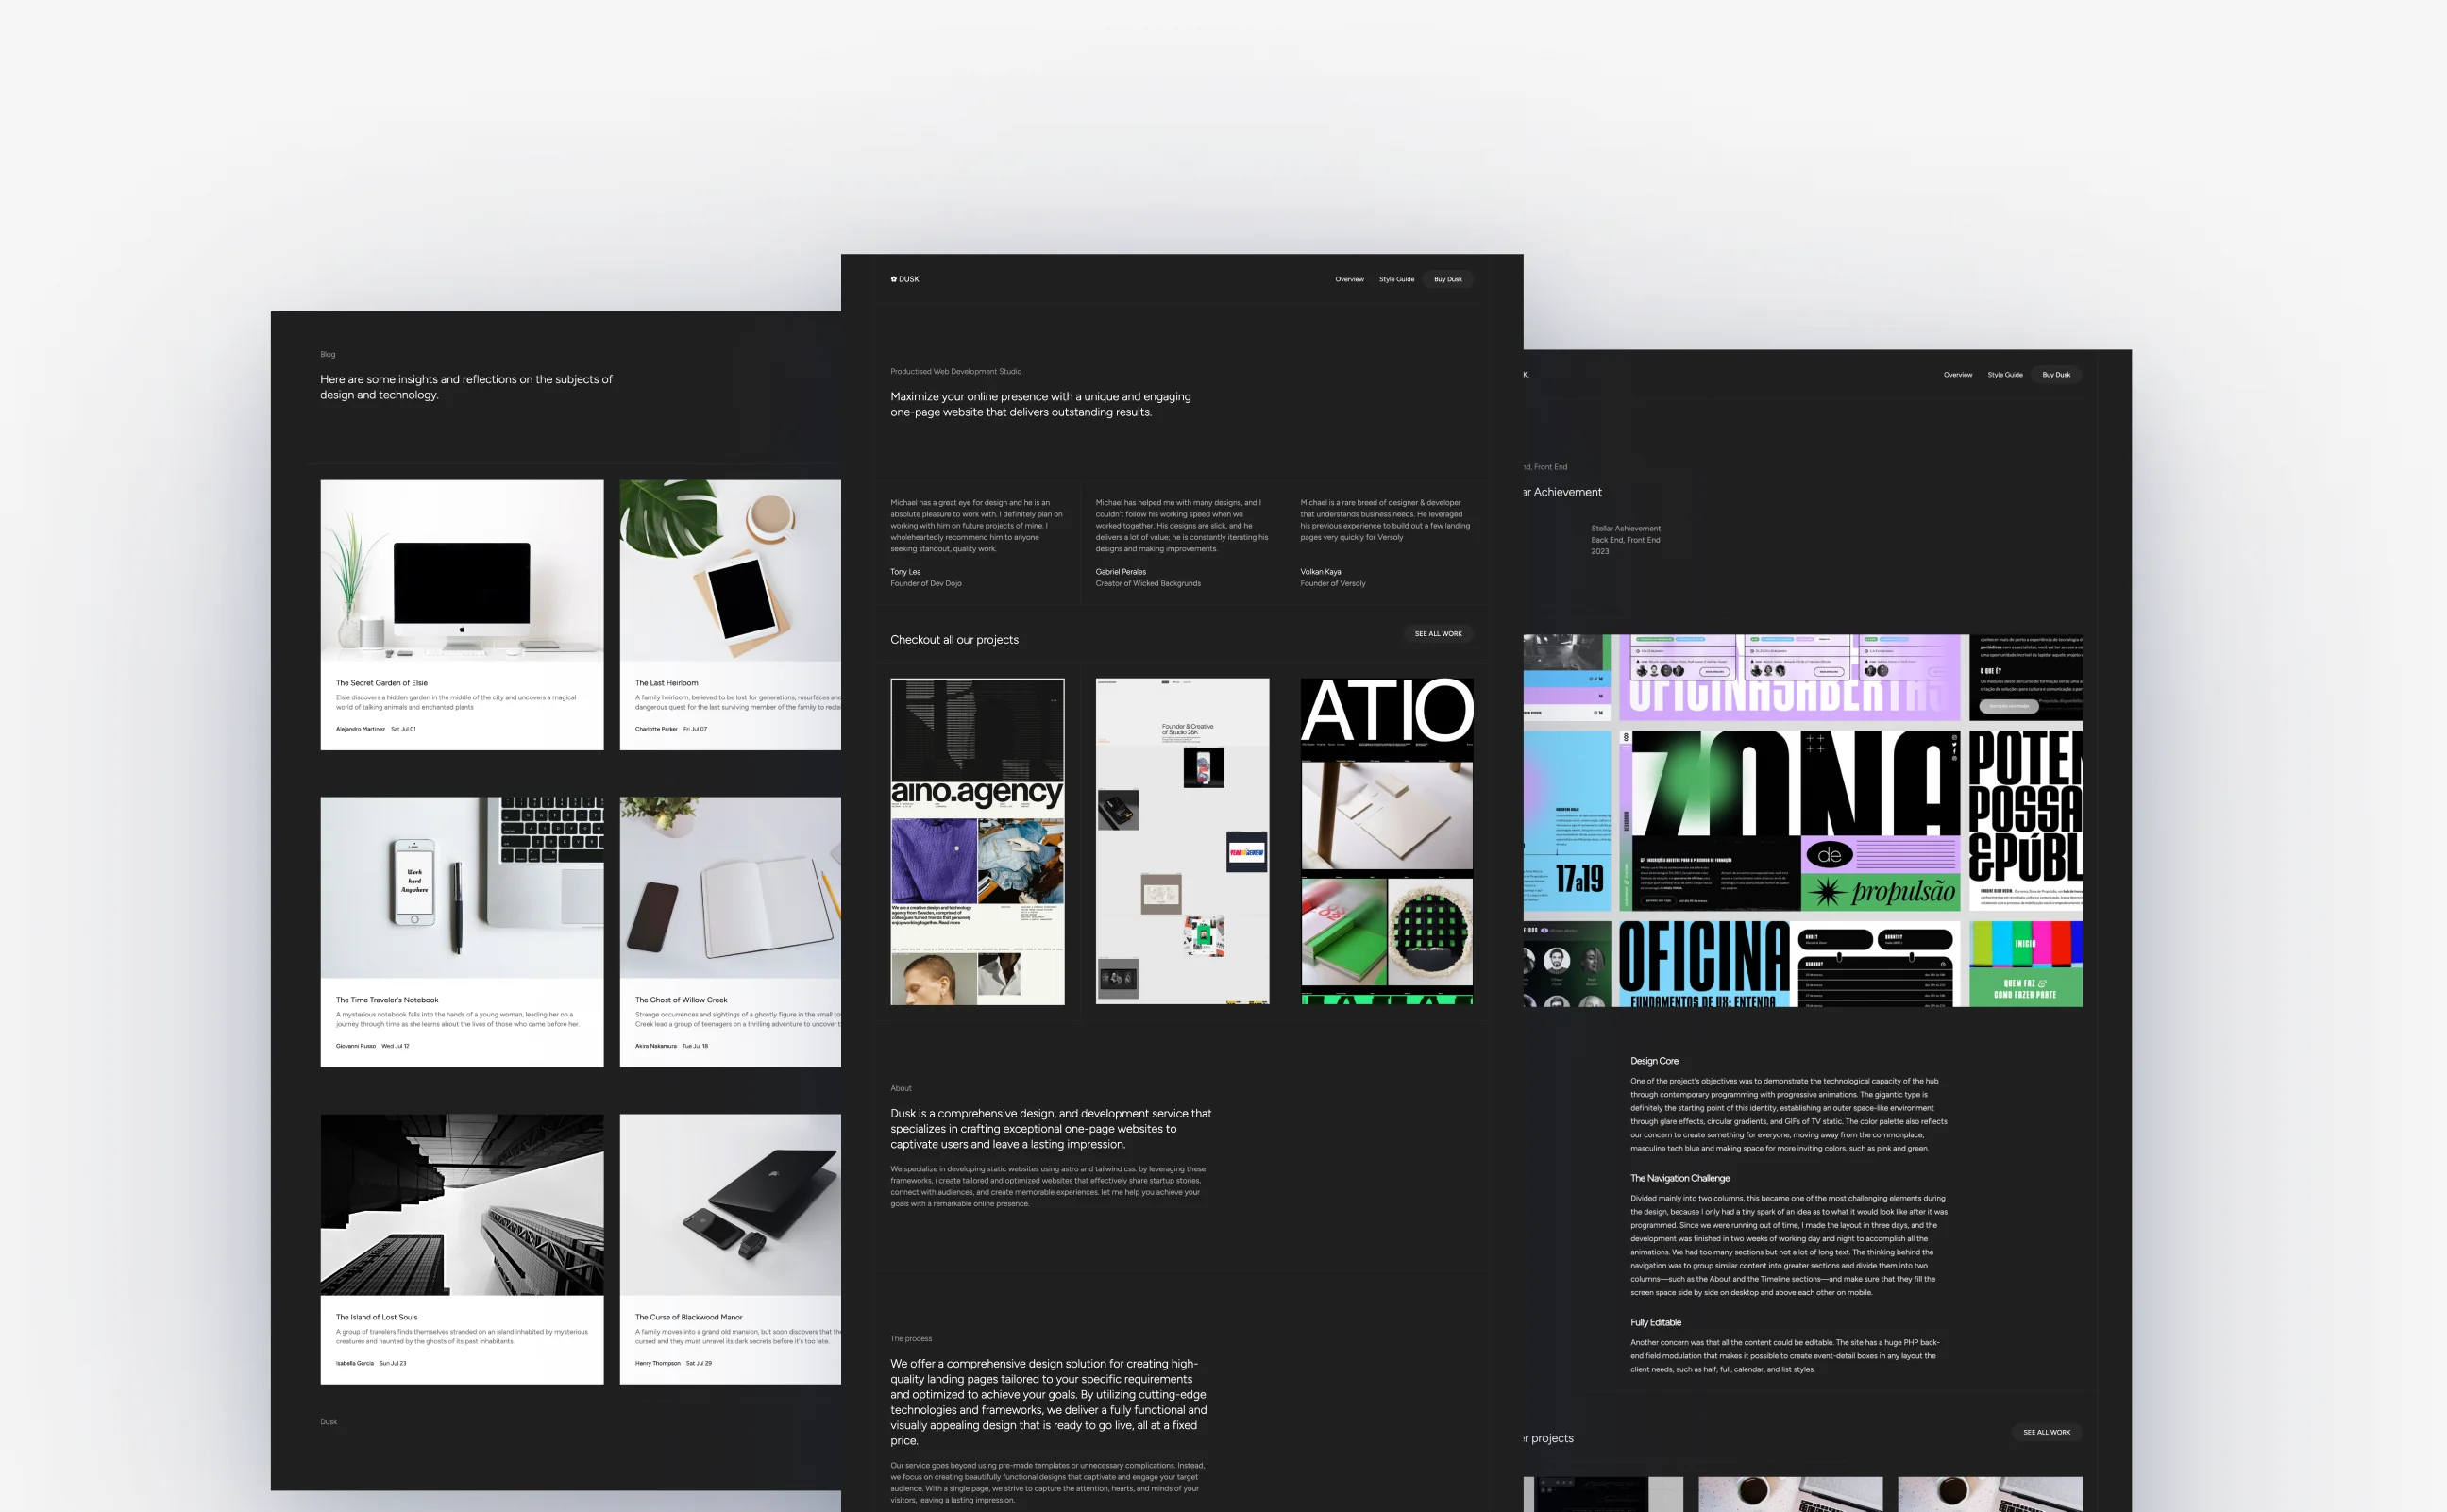 Blog
Here are some insights and reflections on the subjects of
design and technology.
The Secret Garden of Elsie
Elsie discovers a hidden garden in the middle of the city and uncovers a magical
world of talking animals and enchanted plants
Alejandro Martinez Sat Jul 01
The Last Heirloom
A family heirloom, believed to be lost for generations, resurfaces
dangerous quest for the last surviving member of the family to
Charlotte Parker Fri Jul 07
Work
hard
Anywhere
The Time Traveler's Notebook
A mysterious notebook falls into the hands of a young woman, leading her on a
journey through time as she learns about the lives of those who came before her.
Giovanni Russo Wed Jul 12
The Ghost of Willow Creek
Strange occurrences and sightings of a ghostly figure in the small
Creek lead a group of teenagers on a thrilling adventure to uncover
Akira Nakamura Tue Jul 18
The Island of Lost Souls
A group of travelers finds themselves stranded on an island inhabited by mysterious
creatures and haunted by the ghosts of its past inhabitants.
Isabella Garcia Sun Jul 23
The Curse of Blackwood Manor
A family moves into a grand old mansion, but soon discovers that
cursed and they must unravel its dark secrets before it's too late.
Henry Thompson Sat Jul 29
Dusk
✿ DUSK.
Overview Style Guide Buy Dusk
Productised Web Development Studio
Maximize your online presence with a unique and engaging
one-page website that delivers outstanding results.
Michael has a great eye for design and he is an
absolute pleasure to work with. I definitely plan on
working with him on future projects of mine. I
wholeheartedly recommend him to anyone
seeking standout, quality work.
Tony Lea
Founder of Dev Dojo
Michael has helped me with many designs, and I
couldn't follow his working speed when we
worked together. His designs are slick, and he
delivers a lot of value; he is constantly iterating his
designs and making improvements.
Gabriel Perales
Creator of Wicked Backgrunds
Michael is a rare breed of designer & developer
that understands business needs. He leveraged
his previous experience to build out a few landing
pages very quickly for Versoly
Volkan Kaya
Founder of Versoly
Checkout all our projects
SEE ALL WORK
aino.agency
We are a creative design and technology
agency from Sweden, comprised of
colleagues turned friends that genuinely
enjoy working together. Read more
Founder & Creative
of Studio 28K
ATIO
About
Dusk is a comprehensive design, and development service that
specializes in crafting exceptional one-page websites to
captivate users and leave a lasting impression.
We specialize in developing static websites using astro and tailwind css. by leveraging these
frameworks, i create tailored and optimized websites that effectively share startup stories,
connect with audiences, and create memorable experiences. let me help you achieve your
goals with a remarkable online presence.
The process
We offer a comprehensive design solution for creating high-
quality landing pages tailored to your specific requirements
and optimized to achieve your goals. By utilizing cutting-edge
technologies and frameworks, we deliver a fully functional and
visually appealing design that is ready to go live, all at a fixed
price.
Our service goes beyond using pre-made templates or unnecessary complications. Instead,
we focus on creating beautifully functional designs that captivate and engage your target
audience. With a single page, we strive to capture the attention, hearts, and minds of your
visitors, leaving a lasting impression.
K.
Overview Style Guide Buy Dusk
nd, Front End
ar Achievement
Stellar Achievement
Back End, Front End
2023
OFICINASABERTAS
O QUE É?
ZONA
de
propulsão
17a19
POTEN
POSSA
&PÚBL
OFICINA
FUNDAMENTOS DE UX: ENTENDA
INICIO
QUEM FAZ &
COMO FAZER PARTE
Design Core
One of the project's objectives was to demonstrate the technological capacity of the hub
through contemporary programming with progressive animations. The gigantic type is
definitely the starting point of this identity, establishing an outer space-like environment
through glare effects, circular gradients, and GIFs of TV static. The color palette also reflects
our concern to create something for everyone, moving away from the commonplace,
masculine tech blue and making space for more inviting colors, such as pink and green.
The Navigation Challenge
Divided mainly into two columns, this became one of the most challenging elements during
the design, because I only had a tiny spark of an idea as to what it would look like after it was
programmed. Since we were running out of time, I made the layout in three days, and the
development was finished in two weeks of working day and night to accomplish all the
animations. We had too many sections but not a lot of long text. The thinking behind the
navigation was to group similar content into greater sections and divide them into two
columns—such as the About and the Timeline sections—and make sure that they fill the
screen space side by side on desktop and above each other on mobile.
Fully Editable
Another concern was that all the content could be editable. The site has a huge PHP back-
end field modulation that makes it possible to create event-detail boxes in any layout the
client needs, such as half, full, calendar, and list styles.
er projects
SEE ALL WORK